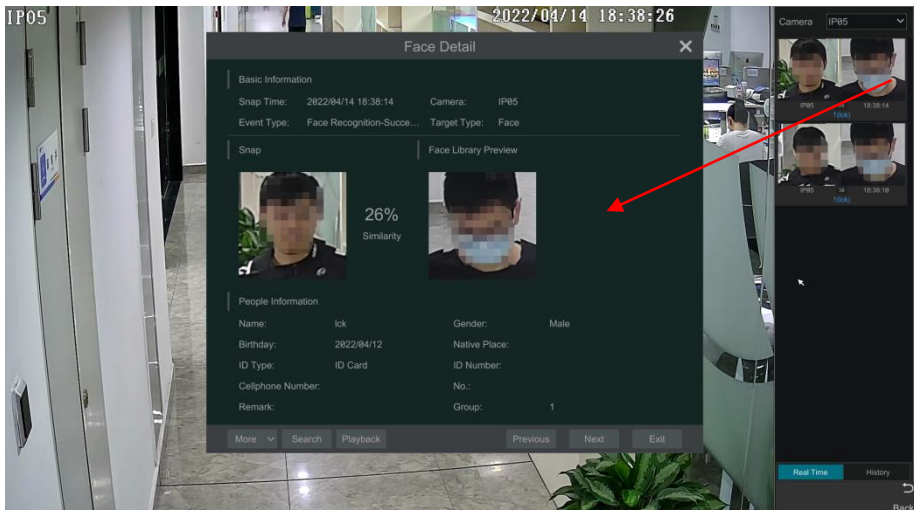 IP05
2022/04/14 18:38:26
Camera IP05
Face Detail
Basic Information
Snap Time: 2022/04/14 18:38:14 Camera: IP05
Event Type: Face Recognition-Succe... Target Type: Face
Snap Face Library Preview
26%
Similarity
People Information
Name: lck Gender: Male
Birthday: 2022/04/12 Native Place:
ID Type: ID Card ID Number:
Cellphone Number: No.:
Remark: Group: 1
More Search Playback Previous Next Exit
IP05 18:38:14
1(lck)
IP05 18:38:10
1(lck)
Real Time History
Back